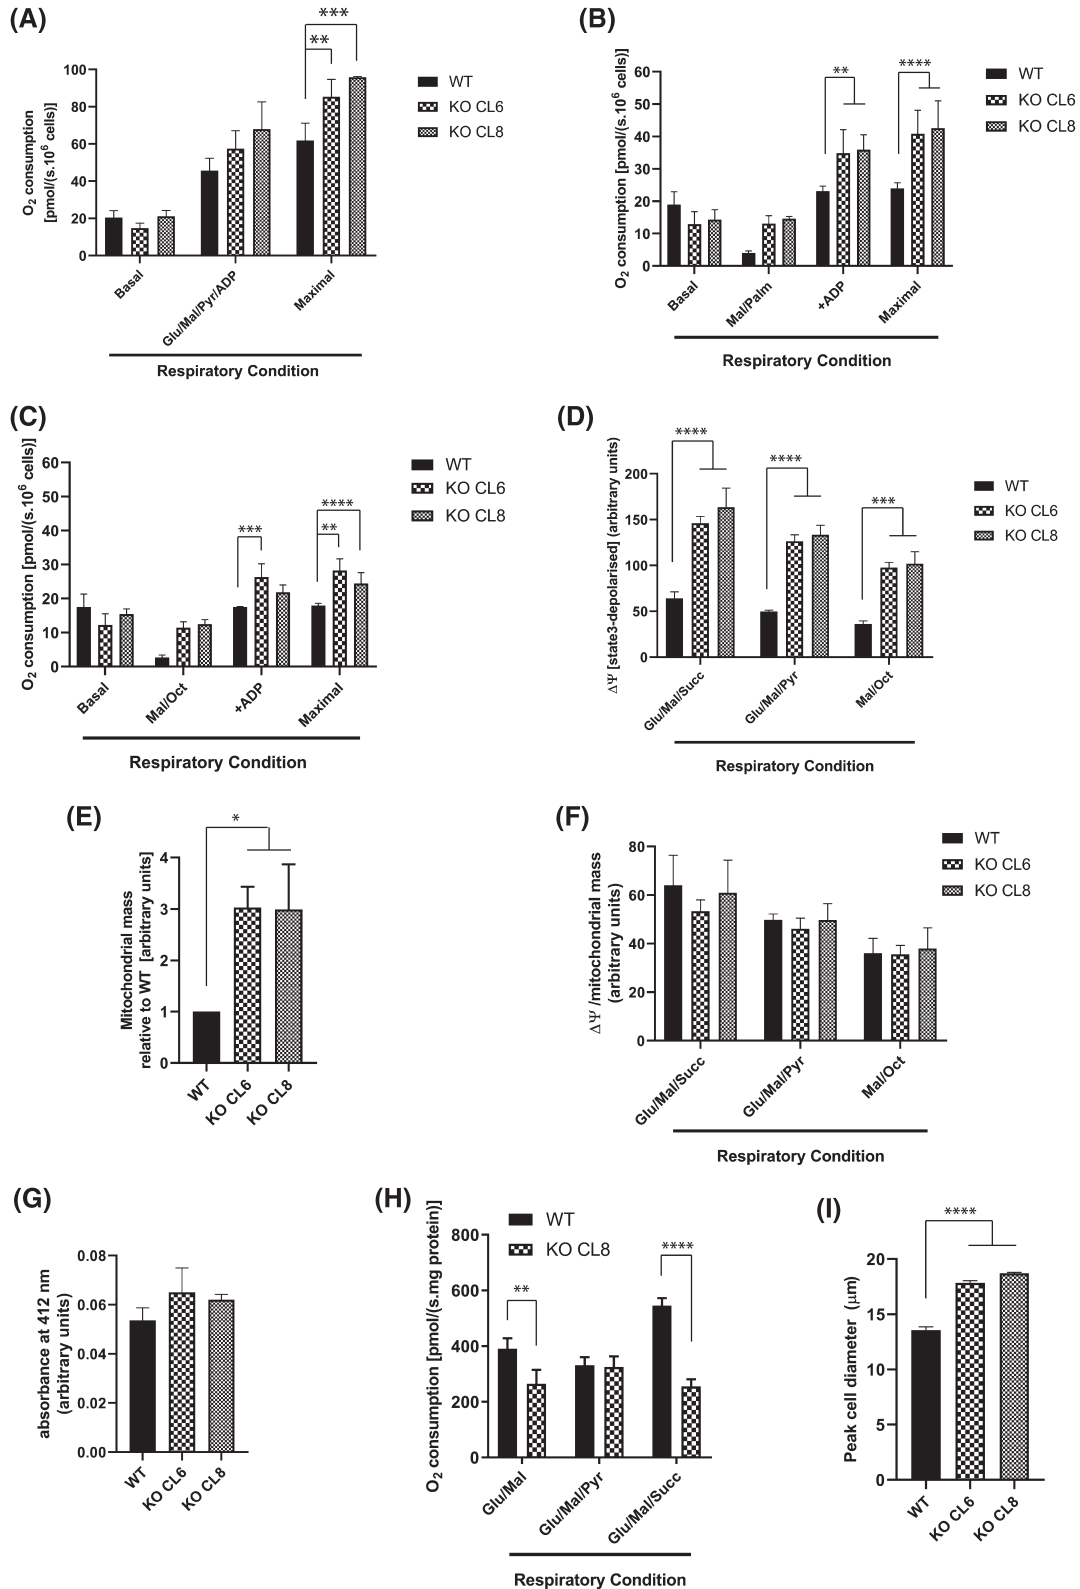 (A)
***
**
100
80
60
40
20
0
O2 consumption
[pmol/(s.10^6 cells)]
WT
KO CL6
KO CL8
Basal
Glu/Mal/Pyr/ADP
Maximal
Respiratory Condition
(B)
**
****
60
50
40
30
20
10
0
O2 consumption [pmol/(s.10^6 cells)]
WT
KO CL6
KO CL8
Basal
Mal/Palm
+ADP
Maximal
Respiratory Condition
(C)
***
****
**
60
50
40
30
20
10
0
O2 consumption [pmol/(s.10^6 cells)]
WT
KO CL6
KO CL8
Basal
Mal/Oct
+ADP
Maximal
Respiratory Condition
(D)
****
****
***
200
150
100
50
0
ΔΨ [state3-depolarised] (arbitrary units)
WT
KO CL6
KO CL8
Glu/Mal/Succ
Glu/Mal/Pyr
Mal/Oct
Respiratory Condition
(E)
*
4
3
2
1
0
Mitochondrial mass
relative to WT [arbitrary units]
WT
KO CL6
KO CL8
(F)
80
60
40
20
0
ΔΨ /mitochondrial mass
(arbitrary units)
WT
KO CL6
KO CL8
Glu/Mal/Succ
Glu/Mal/Pyr
Mal/Oct
Respiratory Condition
(G)
0.08
0.06
0.04
0.02
0.00
absorbance at 412 nm
(arbitrary units)
WT
KO CL6
KO CL8
(H)
WT
KO CL8
**
****
800
600
400
200
0
O2 consumption [pmol/(s.mg protein)]
Glu/Mal
Glu/Mal/Pyr
Glu/Mal/Succ
Respiratory Condition
(I)
****
20
15
10
5
0
Peak cell diameter (μm)
WT
KO CL6
KO CL8